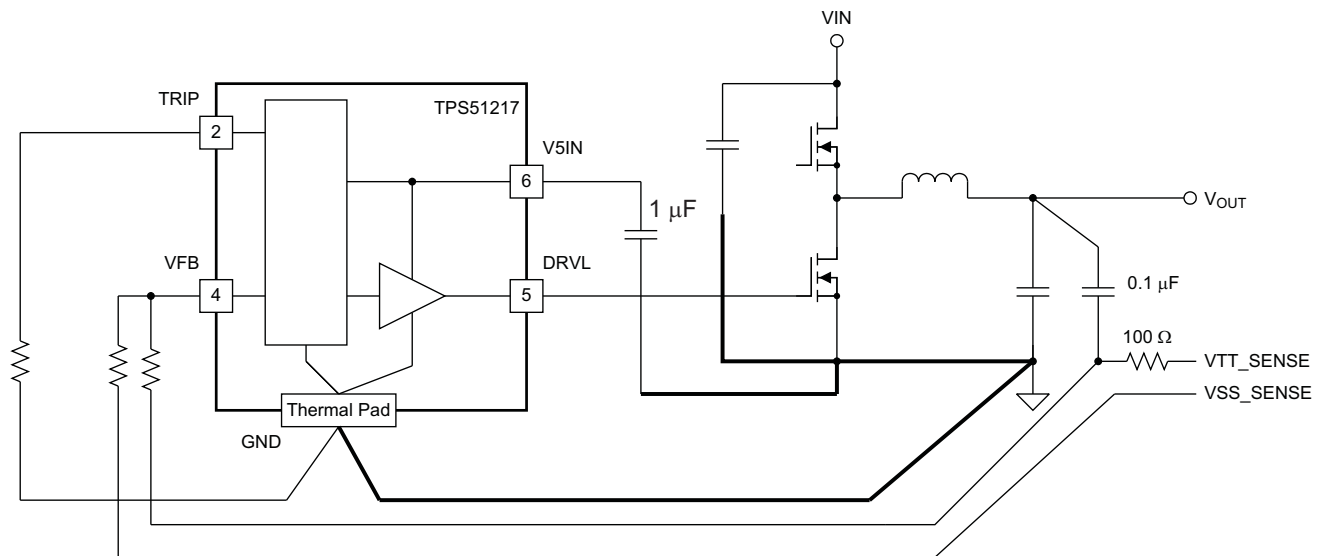 VIN
TRIP
TPS51217
2
V5IN
6
1 μF
V_OUT
VFB
DRVL
4
5
0.1 μF
100 Ω
VTT_SENSE
Thermal Pad
VSS_SENSE
GND